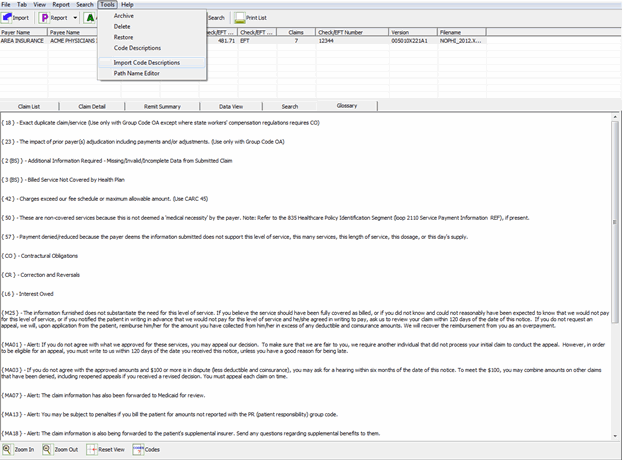 File Tab View Report Search Tools Help
Import Report A Search Print List
Archive
Delete
Restore
Code Descriptions
Import Code Descriptions
Path Name Editor
Payer Name Payee Name Check/EFT ... Check/EFT ... Claims Check/EFT Number Version Filename
AREA INSURANCE ACME PHYSICIANS 481.71 EFT 7 12344 005010X221A1 NOPHI_2012.X...
Claim List Claim Detail Remit Summary Data View Search Glossary
{ 18 } - Exact duplicate claim/service (Use only with Group Code OA except where state workers' compensation regulations requires CO)
{ 23 } - The impact of prior payer(s) adjudication including payments and/or adjustments. (Use only with Group Code OA)
{ 2 (BS) } - Additional Information Required - Missing/Invalid/Incomplete Data from Submitted Claim
{ 3 (BS) } - Billed Service Not Covered by Health Plan
{ 42 } - Charges exceed our fee schedule or maximum allowable amount. (Use CARC 45)
{ 50 } - These are non-covered services because this is not deemed a 'medical necessity' by the payer. Note: Refer to the 835 Healthcare Policy Identification Segment (loop 2110 Service Payment Information REF), if present.
{ 57 } - Payment denied/reduced because the payer deems the information submitted does not support this level of service, this many services, this length of service, this dosage, or this day's supply.
{ CO } - Contractural Obligations
{ CR } - Correction and Reversals
{ L6 } - Interest Owed
{ M25 } - The information furnished does not substantiate the need for this level of service. If you believe the service should have been fully covered as billed, or if you did not know and could not reasonably have been expected to know that we would not pay
for this level of service, or if you notified the patient in writing in advance that we would not pay for this level of service and he/she agreed in writing to pay, ask us to review your claim within 120 days of the date of this notice. If you do not request an
appeal, we will, upon application from the patient, reimburse him/her for the amount you have collected from him/her in excess of any deductible and coinsurance amounts. We will recover the reimbursement from you as an overpayment.
{ MA01 } - Alert: If you do not agree with what we approved for these services, you may appeal our decision. To make sure that we are fair to you, we require another individual that did not process your initial claim to conduct the appeal. However, in order
to be eligible for an appeal, you must write to us within 120 days of the date you received this notice, unless you have a good reason for being late.
{ MA03 } - If you do not agree with the approved amounts and $100 or more is in dispute (less deductible and coinsurance), you may ask for a hearing within six months of the date of this notice. To meet the $100, you may combine amounts on other claims
that have been denied, including reopened appeals if you received a revised decision. You must appeal each claim on time.
{ MA07 } - Alert: The claim information has also been forwarded to Medicaid for review.
{ MA13 } - Alert: You may be subject to penalties if you bill the patient for amounts not reported with the PR (patient responsibility) group code.
{ MA18 } - Alert: The claim information is also being forwarded to the patient's supplemental insurer. Send any questions regarding supplemental benefits to them.
Zoom In Zoom Out Reset View Codes